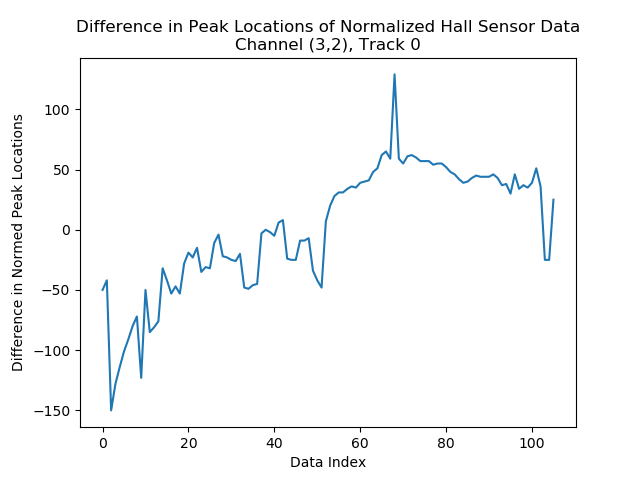 Difference in Peak Locations of Normalized Hall Sensor Data
Channel (3,2), Track 0
100
50
0
−50
−100
−150
Difference in Normed Peak Locations
0 20 40 60 80 100
Data Index